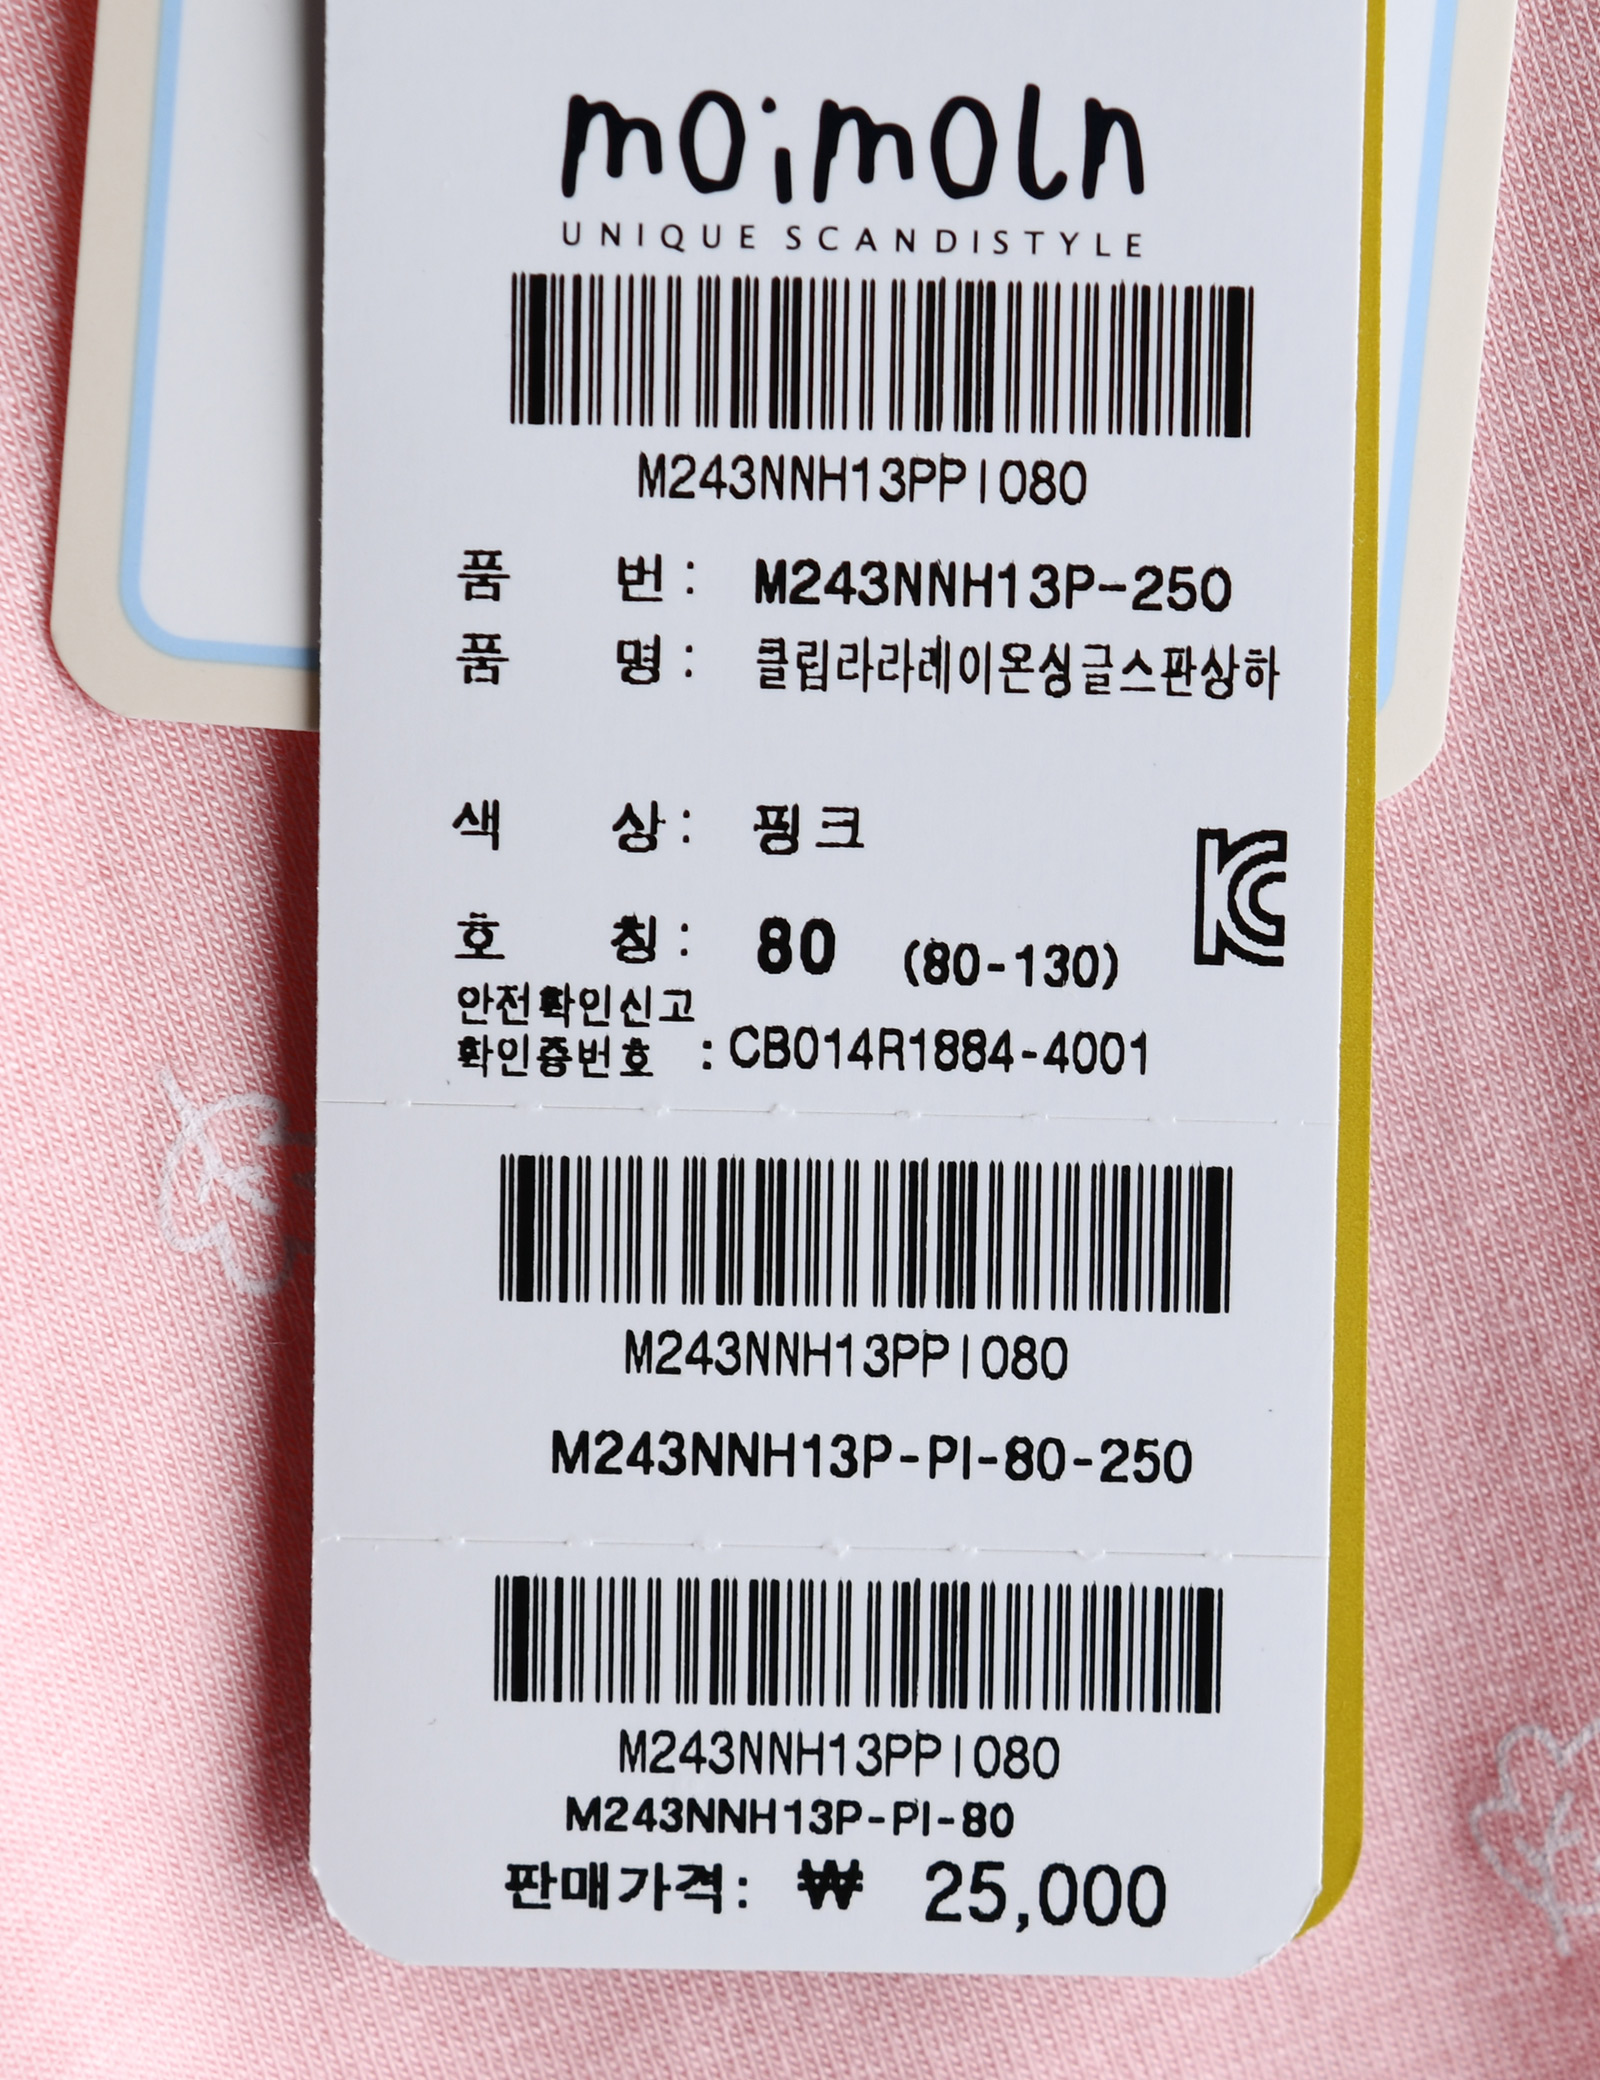 moimoln
UNIQUE SCANDISTYLE
M243NNH13PPI080
품 번 : M243NNH13P-250
품 명 : 클립라라레이온싱글스판상하
색 상 : 핑크
호 칭 : 80 (80-130)
안전확인신고
확인증번호 : CB014R1884-4001
M243NNH13PPI080
M243NNH13P-PI-80-250
M243NNH13PPI080
M243NNH13P-PI-80
판매가격: ₩ 25,000